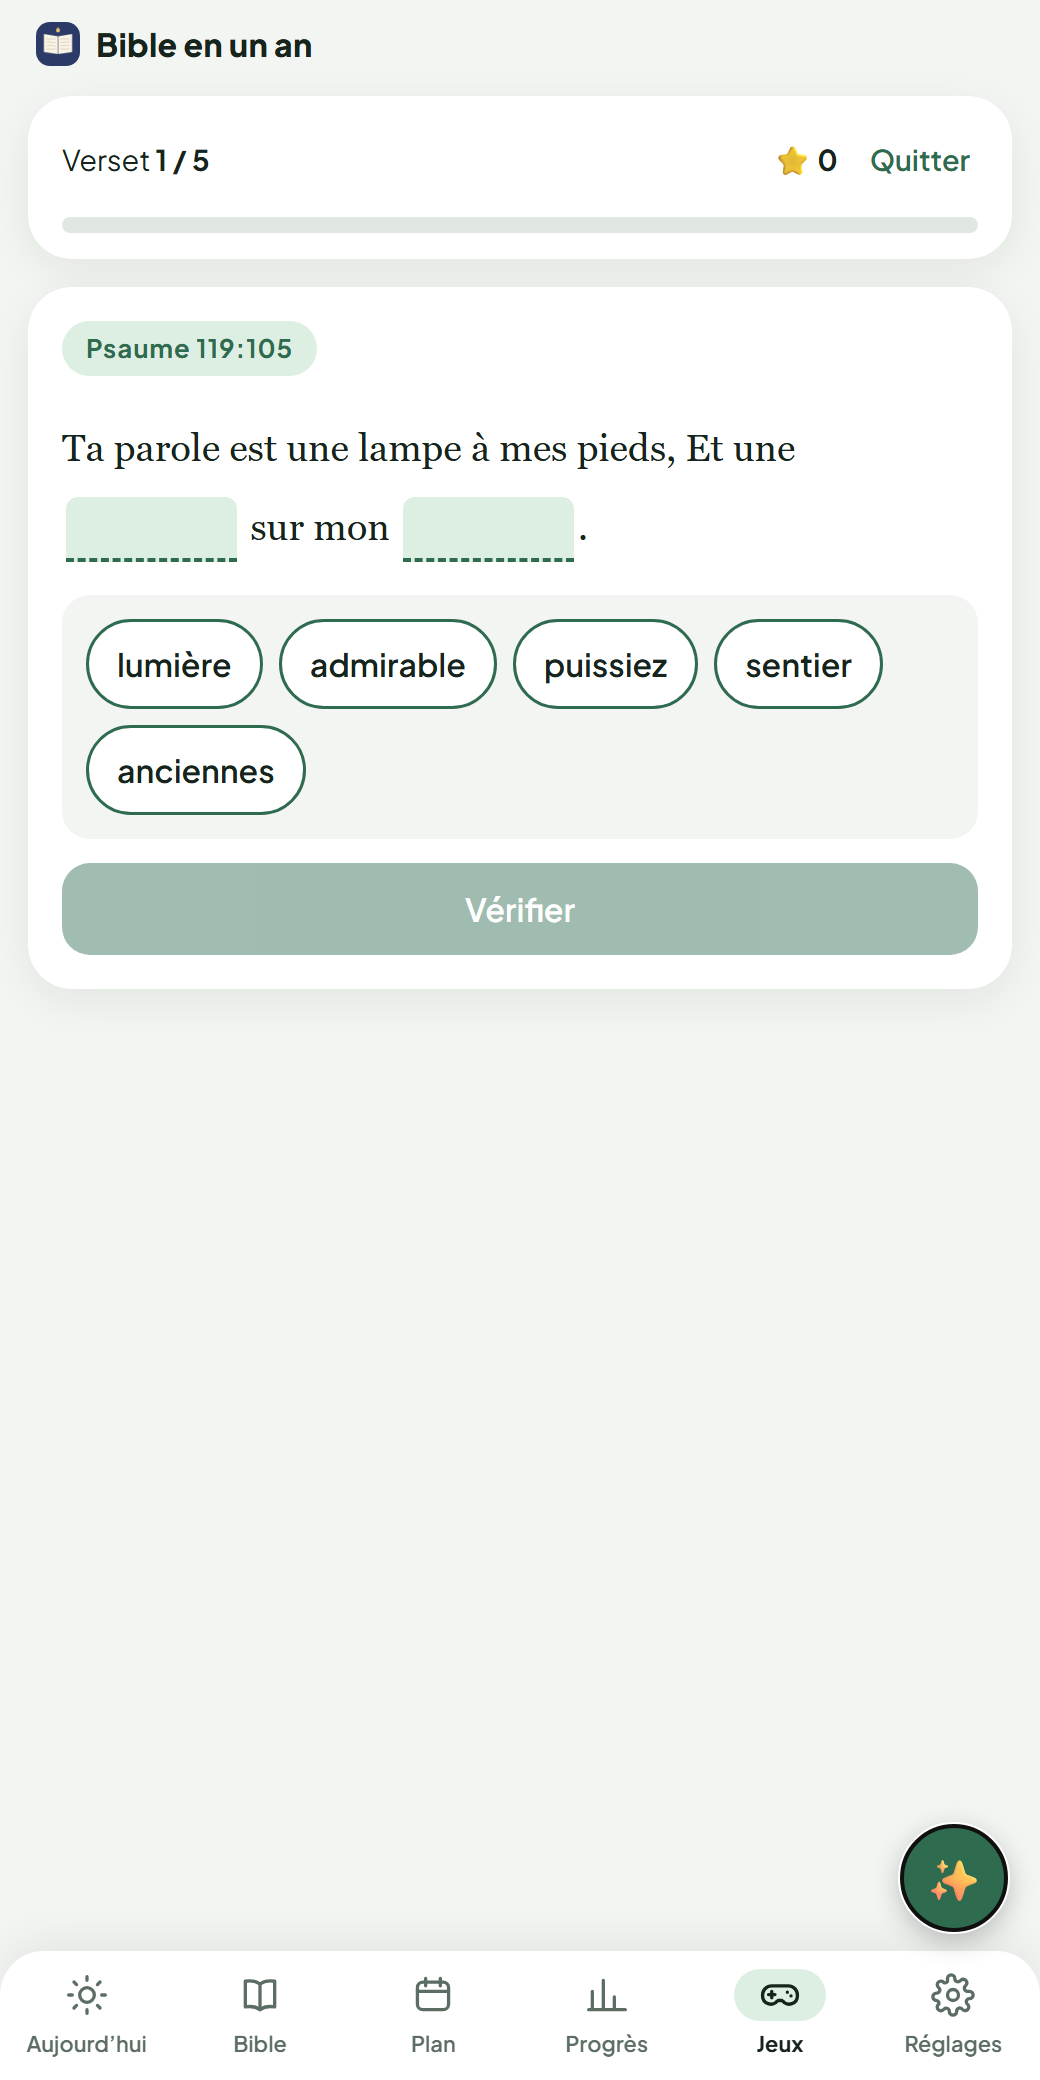 Bible en un an
Verset 1 / 5
0 Quitter
Psaume 119:105
Ta parole est une lampe à mes pieds, Et une
sur mon .
lumière admirable puissiez sentier
anciennes
Vérifier
Aujourd’hui Bible Plan Progrès Jeux Réglages